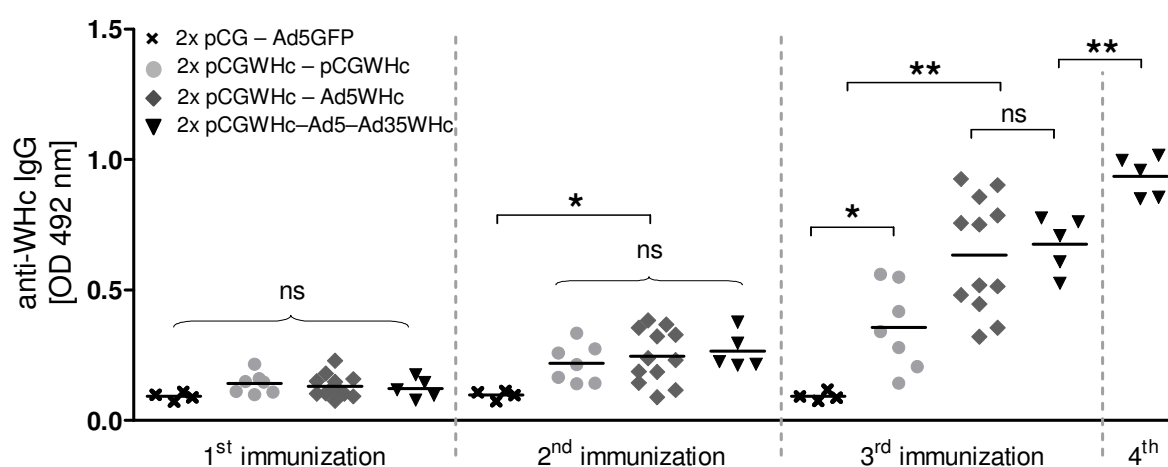 1.5
1.0
0.5
0.0
anti-WHc IgG
[OD 492 nm]
2x pCG – Ad5GFP
2x pCGWHc – pCGWHc
2x pCGWHc – Ad5WHc
2x pCGWHc–Ad5–Ad35WHc
ns
*
ns
*
**
ns
**
1st immunization
2nd immunization
3rd immunization
4th